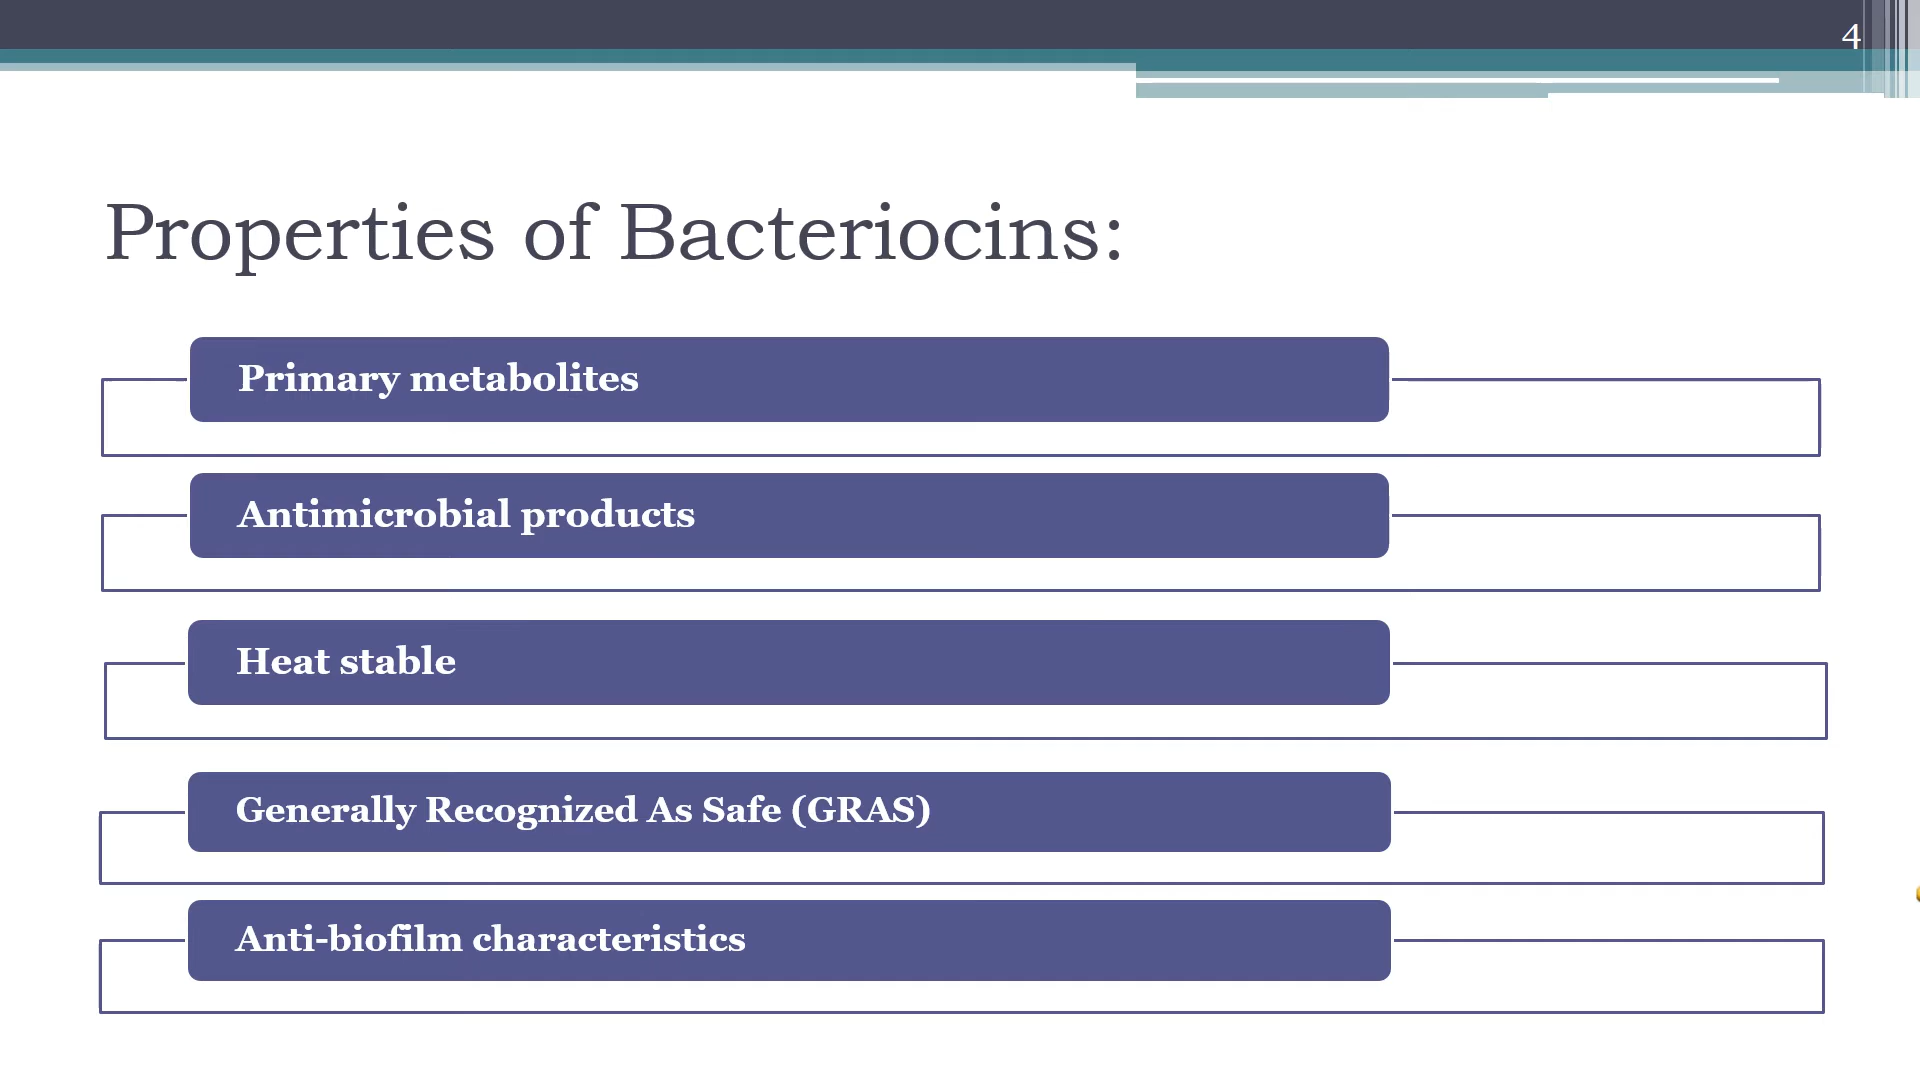 4
Properties of Bacteriocins:
Primary metabolites
Antimicrobial products
Heat stable
Generally Recognized As Safe (GRAS)
Anti-biofilm characteristics